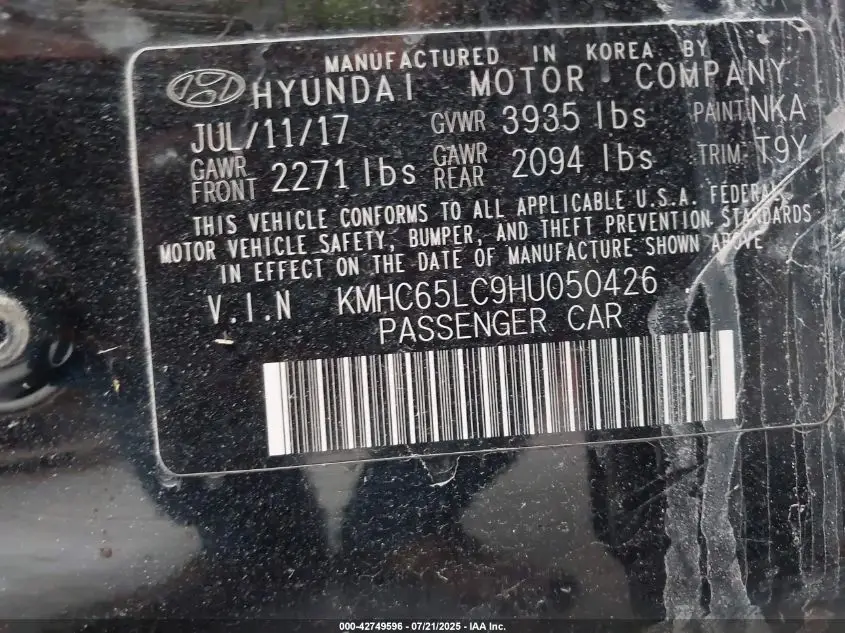 MANUFACTURED IN KOREA BY
HYUNDAI MOTOR COMPANY
JUL/11/17 GVWR 3935 lbs PAINT:NKA
GAWR FRONT 2271 lbs GAWR REAR 2094 lbs TRIM: T9Y
THIS VEHICLE CONFORMS TO ALL APPLICABLE U.S.A. FEDERAL
MOTOR VEHICLE SAFETY, BUMPER, AND THEFT PREVENTION STANDARDS
IN EFFECT ON THE DATE OF MANUFACTURE SHOWN ABOVE
V.I.N KMHC65LC9HU050426
PASSENGER CAR
000-42749596 - 07/21/2025 - IAA Inc.